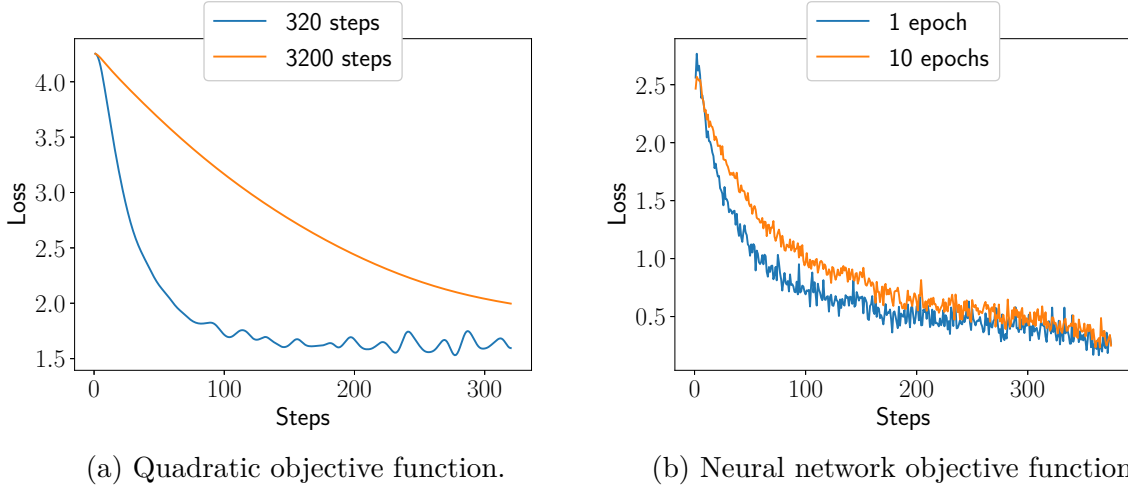 320 steps
3200 steps
4.0
3.5
3.0
2.5
2.0
1.5
Loss
0
100
200
300
Steps
(a) Quadratic objective function.
1 epoch
10 epochs
2.5
2.0
1.5
1.0
0.5
Loss
0
100
200
300
Steps
(b) Neural network objective function